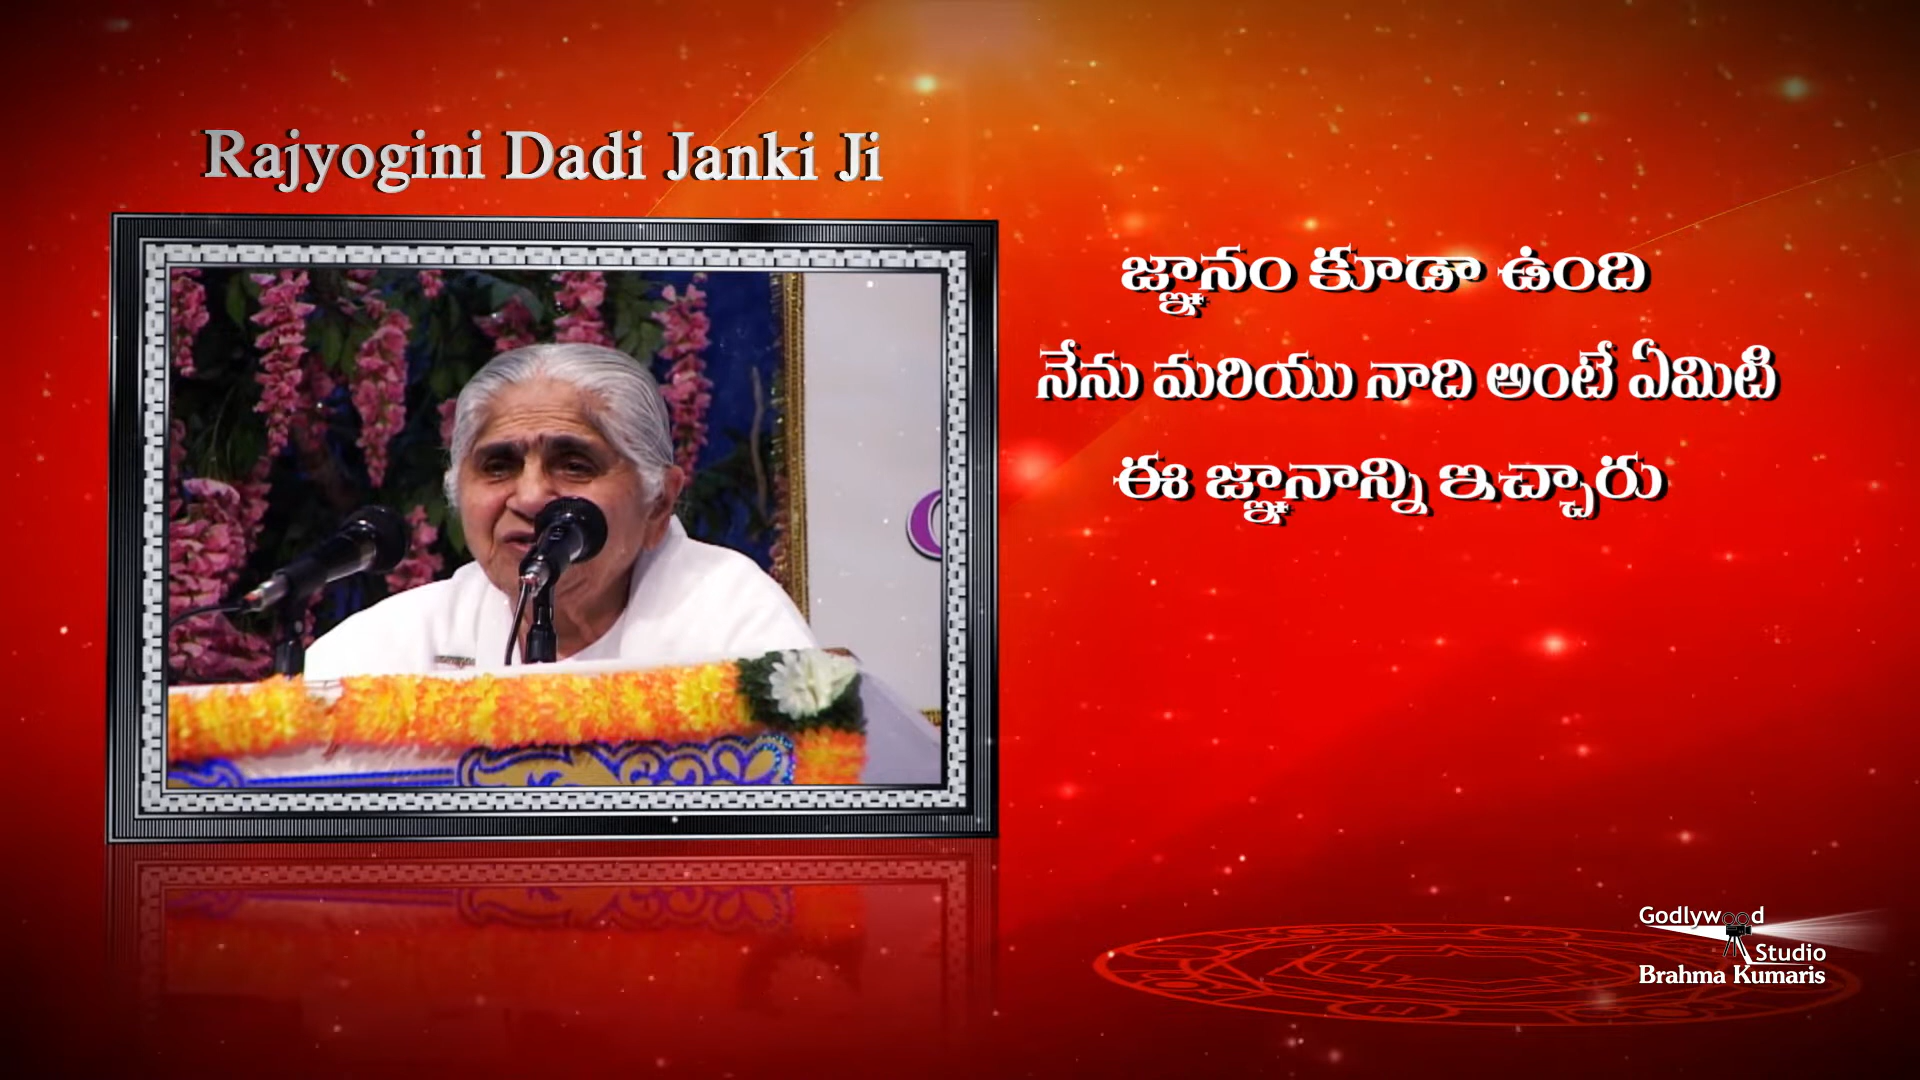 Rajyogini Dadi Janki Ji
జ్ఞానం కూడా ఉంది
నేను మరియు నాది అంటే ఏమిటి
ఈ జ్ఞానాన్ని ఇచ్చారు
Godlywood
Studio
Brahma Kumaris